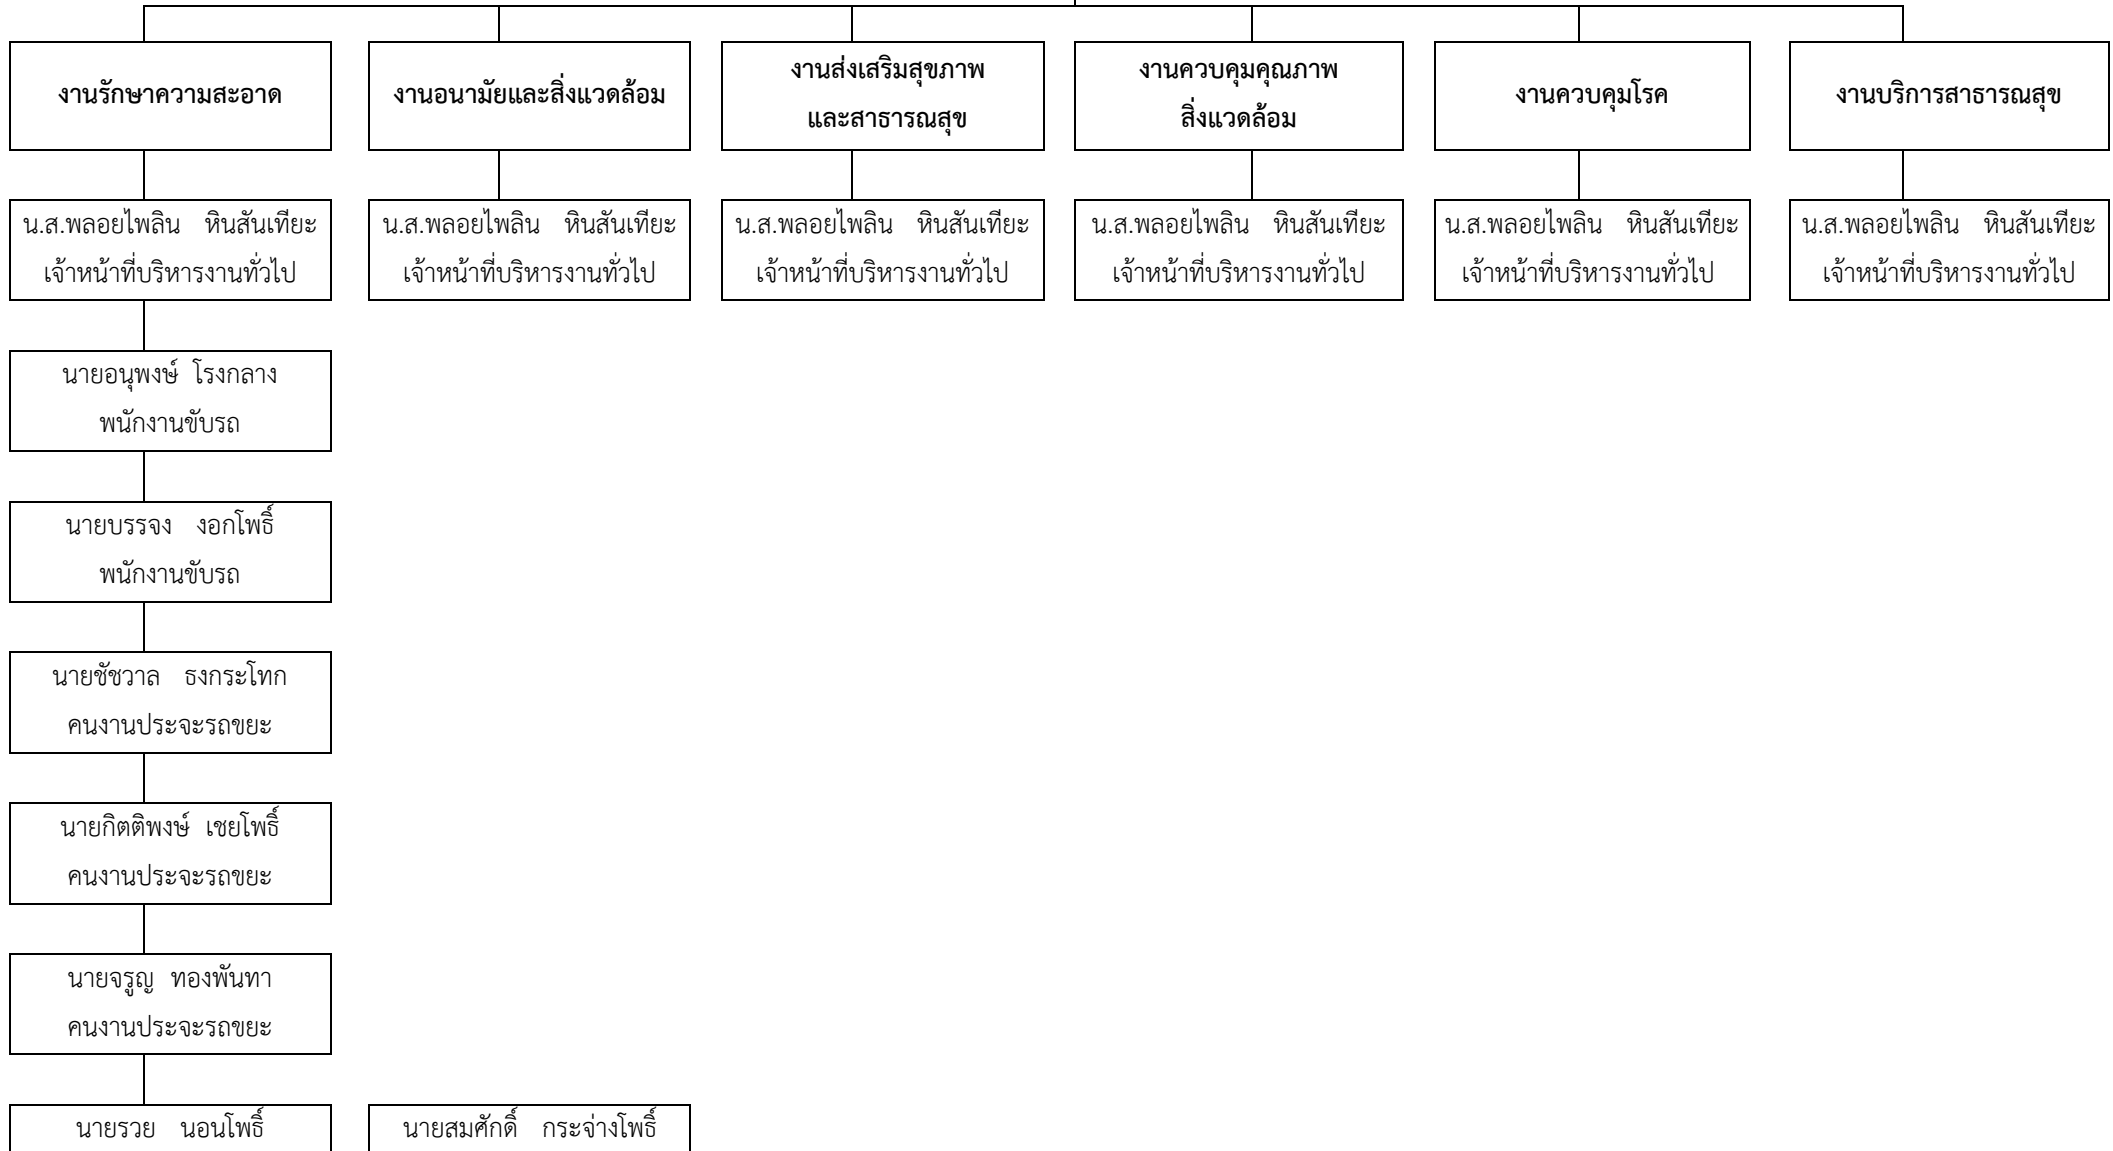 งานรักษาความสะอาด
งานอนามัยและสิ่งแวดล้อม
งานส่งเสริมสุขภาพ
และสาธารณสุข
งานควบคุมคุณภาพ
สิ่งแวดล้อม
งานควบคุมโรค
งานบริการสาธารณสุข
น.ส.พลอยไพลิน หินสันเทียะ
เจ้าหน้าที่บริหารงานทั่วไป
น.ส.พลอยไพลิน หินสันเทียะ
เจ้าหน้าที่บริหารงานทั่วไป
น.ส.พลอยไพลิน หินสันเทียะ
เจ้าหน้าที่บริหารงานทั่วไป
น.ส.พลอยไพลิน หินสันเทียะ
เจ้าหน้าที่บริหารงานทั่วไป
น.ส.พลอยไพลิน หินสันเทียะ
เจ้าหน้าที่บริหารงานทั่วไป
น.ส.พลอยไพลิน หินสันเทียะ
เจ้าหน้าที่บริหารงานทั่วไป
นายอนุพงษ์ โรงกลาง
พนักงานขับรถ
นายบรรจง งอกโพธิ์
พนักงานขับรถ
นายชัชวาล ธงกระโทก
คนงานประจะรถขยะ
นายกิตติพงษ์ เชยโพธิ์
คนงานประจะรถขยะ
นายจรูญ ทองพันทา
คนงานประจะรถขยะ
นายรวย นอนโพธิ์
นายสมศักดิ์ กระจ่างโพธิ์